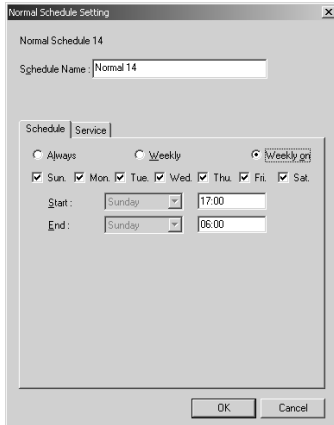 Normal Schedule Setting
Normal Schedule 14
Schedule Name : Normal 14
Schedule Service
Always Weekly Weekly on
Sun. Mon. Tue. Wed. Thu. Fri. Sat.
Start : Sunday 17:00
End : Sunday 06:00
OK Cancel